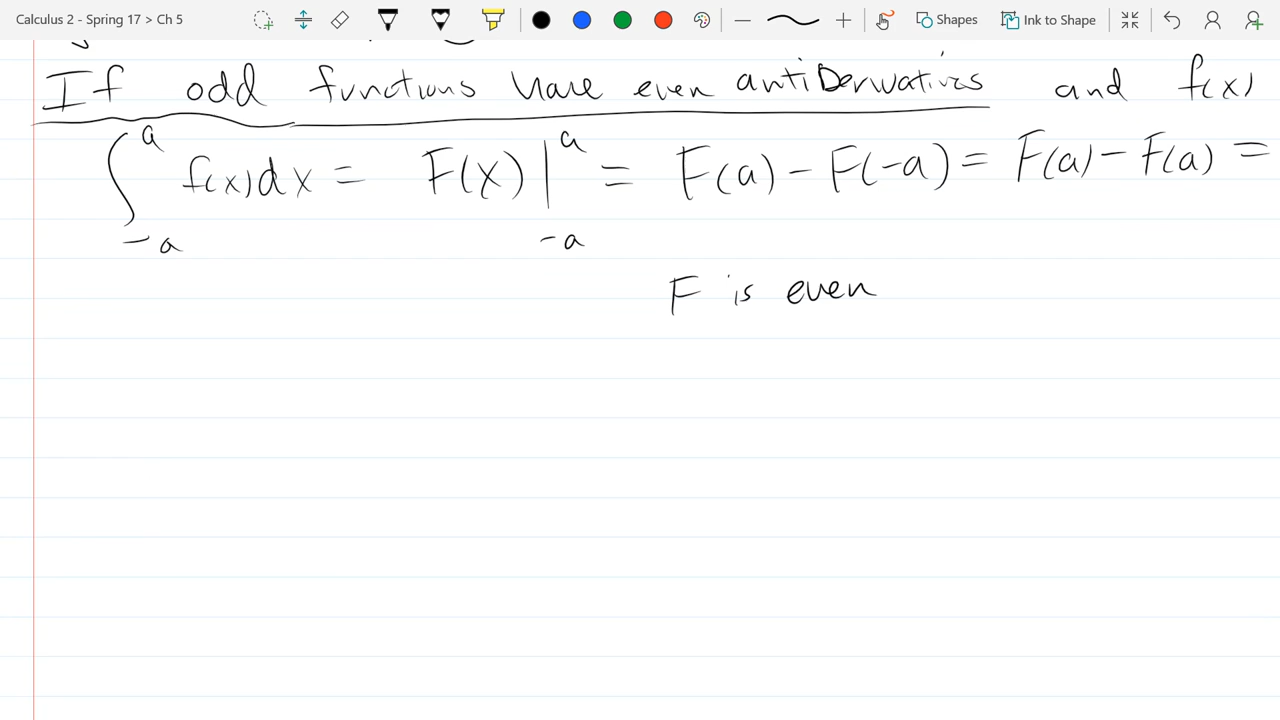 Calculus 2 - Spring 17 > Ch 5 Shapes Ink to Shape
If odd functions have even antiDerivatives and f(x)
∫_{-a}^{a} f(x)dx = F(x) |_{-a}^{a} = F(a) - F(-a) = F(a) - F(a) =
F is even